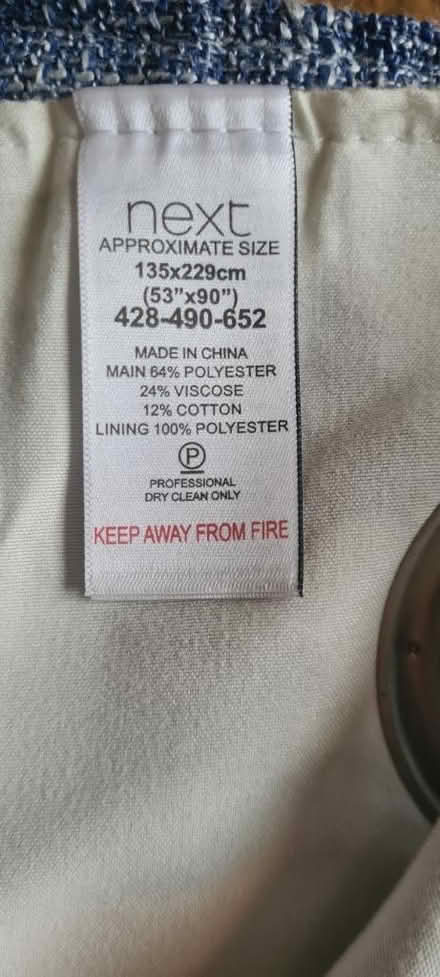 next
APPROXIMATE SIZE
135x229cm
(53"x90")
428-490-652
MADE IN CHINA
MAIN 64% POLYESTER
24% VISCOSE
12% COTTON
LINING 100% POLYESTER
P
PROFESSIONAL
DRY CLEAN ONLY
KEEP AWAY FROM FIRE